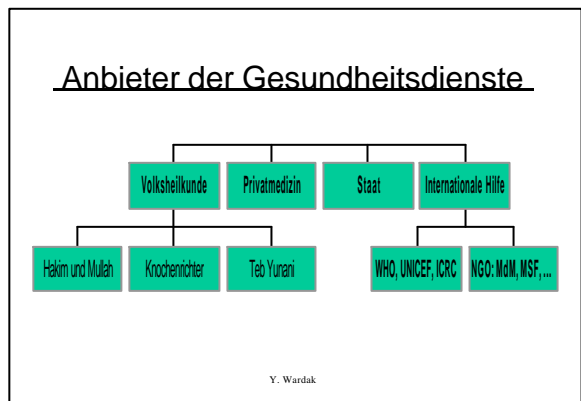 Anbieter der Gesundheitsdienste
Volksheilkunde
Privatmedizin
Staat
Internationale Hilfe
Hakim und Mullah
Knochenrichter
Teb Yunani
WHO, UNICEF, ICRC
NGO: MdM, MSF, ...
Y. Wardak